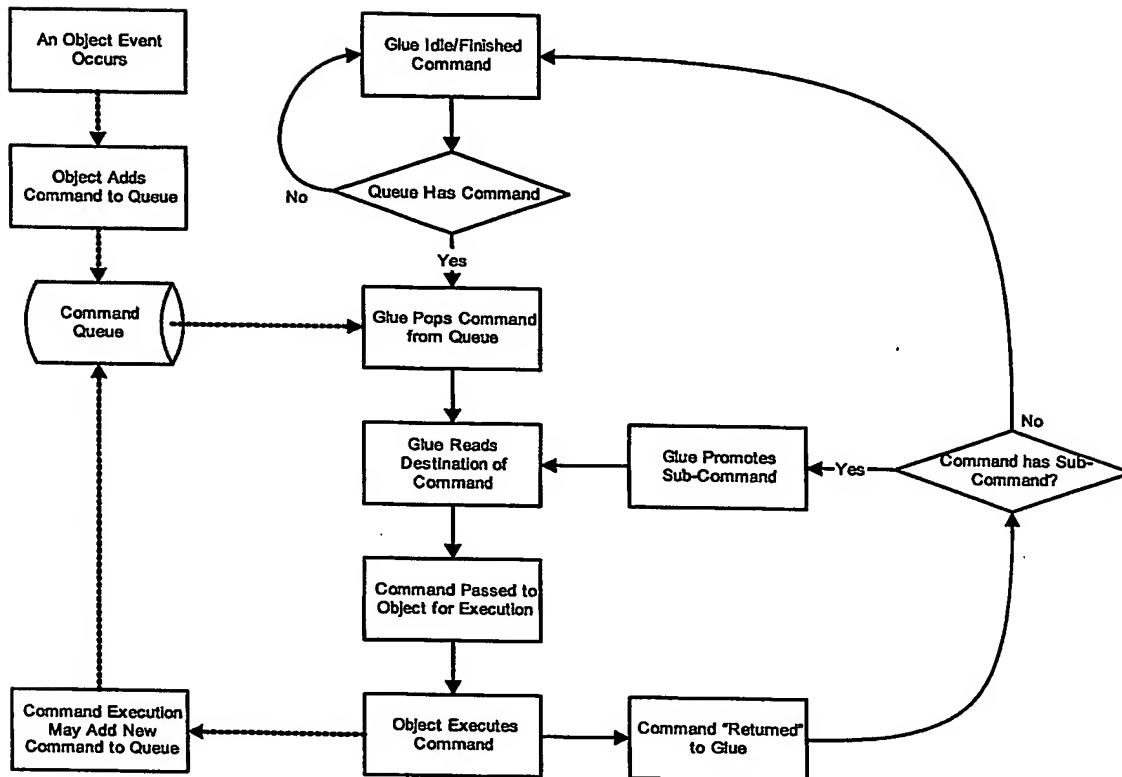 An Object Event
Occurs
Object Adds
Command to Queue
Command
Queue
Command Execution
May Add New
Command to Queue
Glue Idle/Finished
Command
Queue Has Command
No
Yes
Glue Pops Command
from Queue
Glue Reads
Destination of
Command
Command Passed to
Object for Execution
Object Executes
Command
Command "Returned"
to Glue
Command has Sub-
Command?
No
Yes
Glue Promotes
Sub-Command